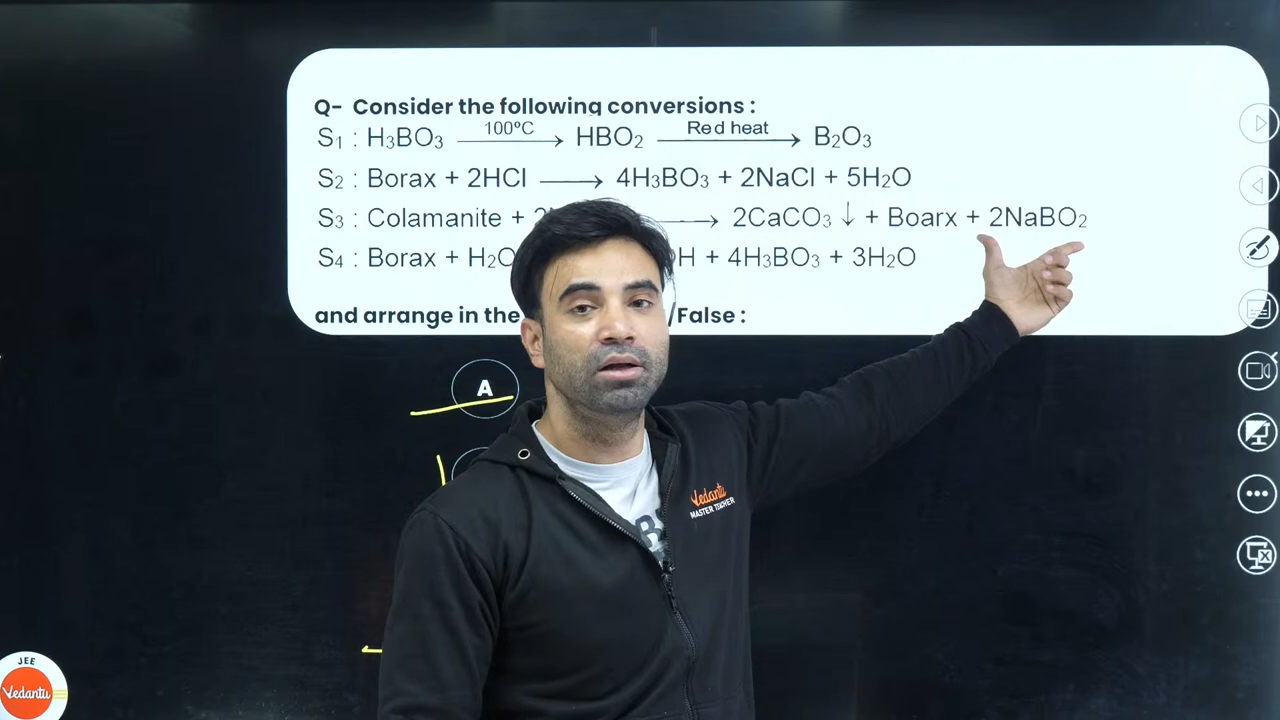 Q- Consider the following conversions :
S1 : H3BO3 100ºC → HBO2 Red heat → B2O3
S2 : Borax + 2HCl → 4H3BO3 + 2NaCl + 5H2O
S3 : Colamanite + → 2CaCO3 ↓ + Boarx + 2NaBO2
S4 : Borax + H2O H + 4H3BO3 + 3H2O
and arrange in the /False :
A
Vedantu
MASTER TEACHER
JEE
Vedantu